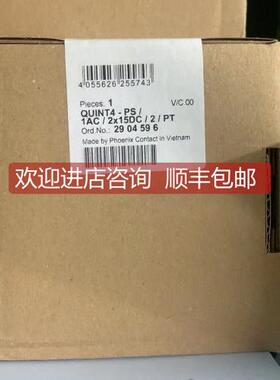 4 055626 255743
Pieces: 1
V/C 00
QUINT4 - PS /
1AC / 2x15DC / 2 / PT
Ord No.: 29 04 59 6
Made by Phoenix Contact in Vietnam
欢迎进店咨询 顺丰包邮